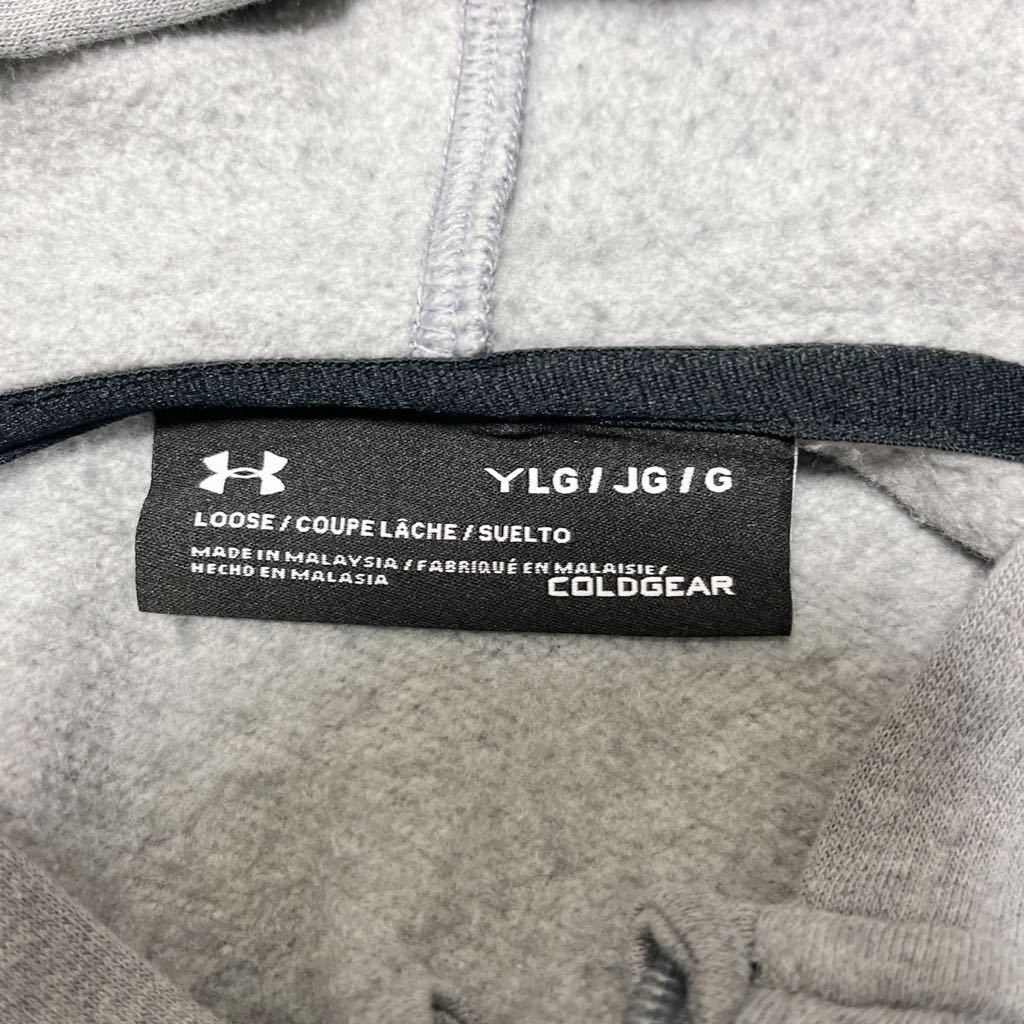 YLG / JG / G
LOOSE / COUPE LÂCHE / SUELTO
MADE IN MALAYSIA / FABRIQUÉ EN MALAISIE /
HECHO EN MALASIA
COLDGEAR